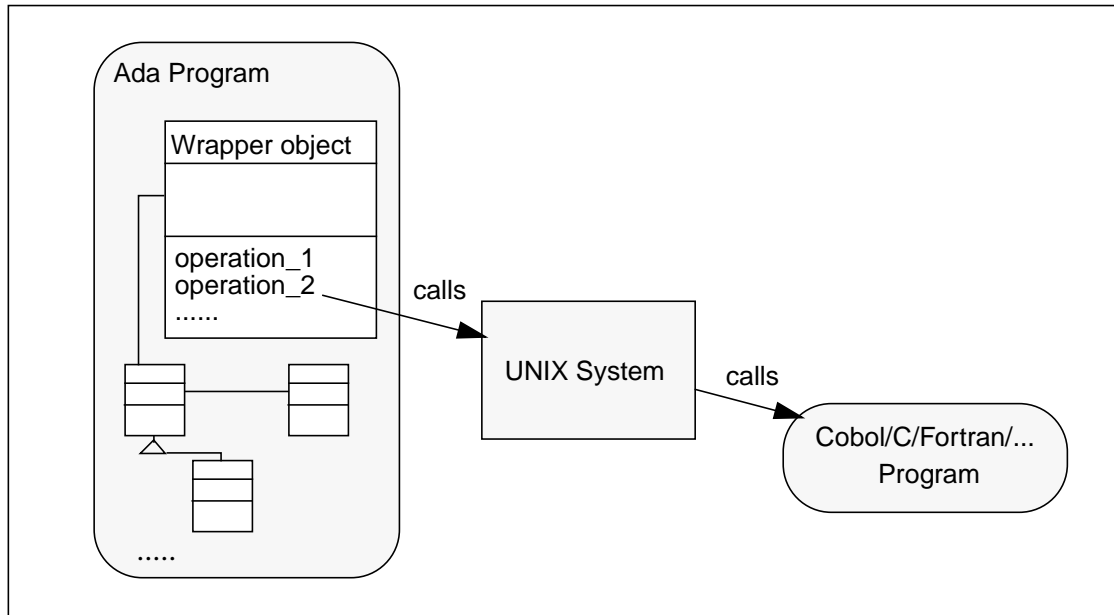 Ada Program
Wrapper object
operation_1
operation_2
......
calls
UNIX System
calls
Cobol/C/Fortran/...
Program
.....